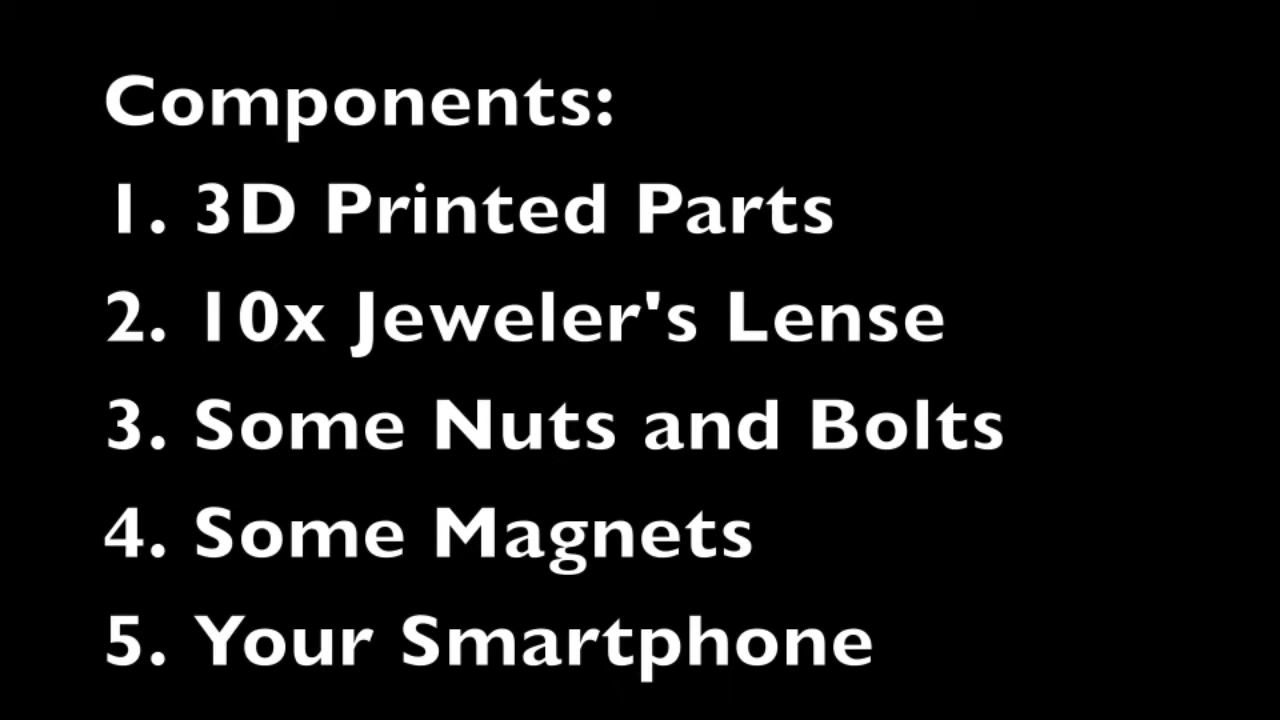 Components:
1. 3D Printed Parts
2. 10x Jeweler's Lense
3. Some Nuts and Bolts
4. Some Magnets
5. Your Smartphone